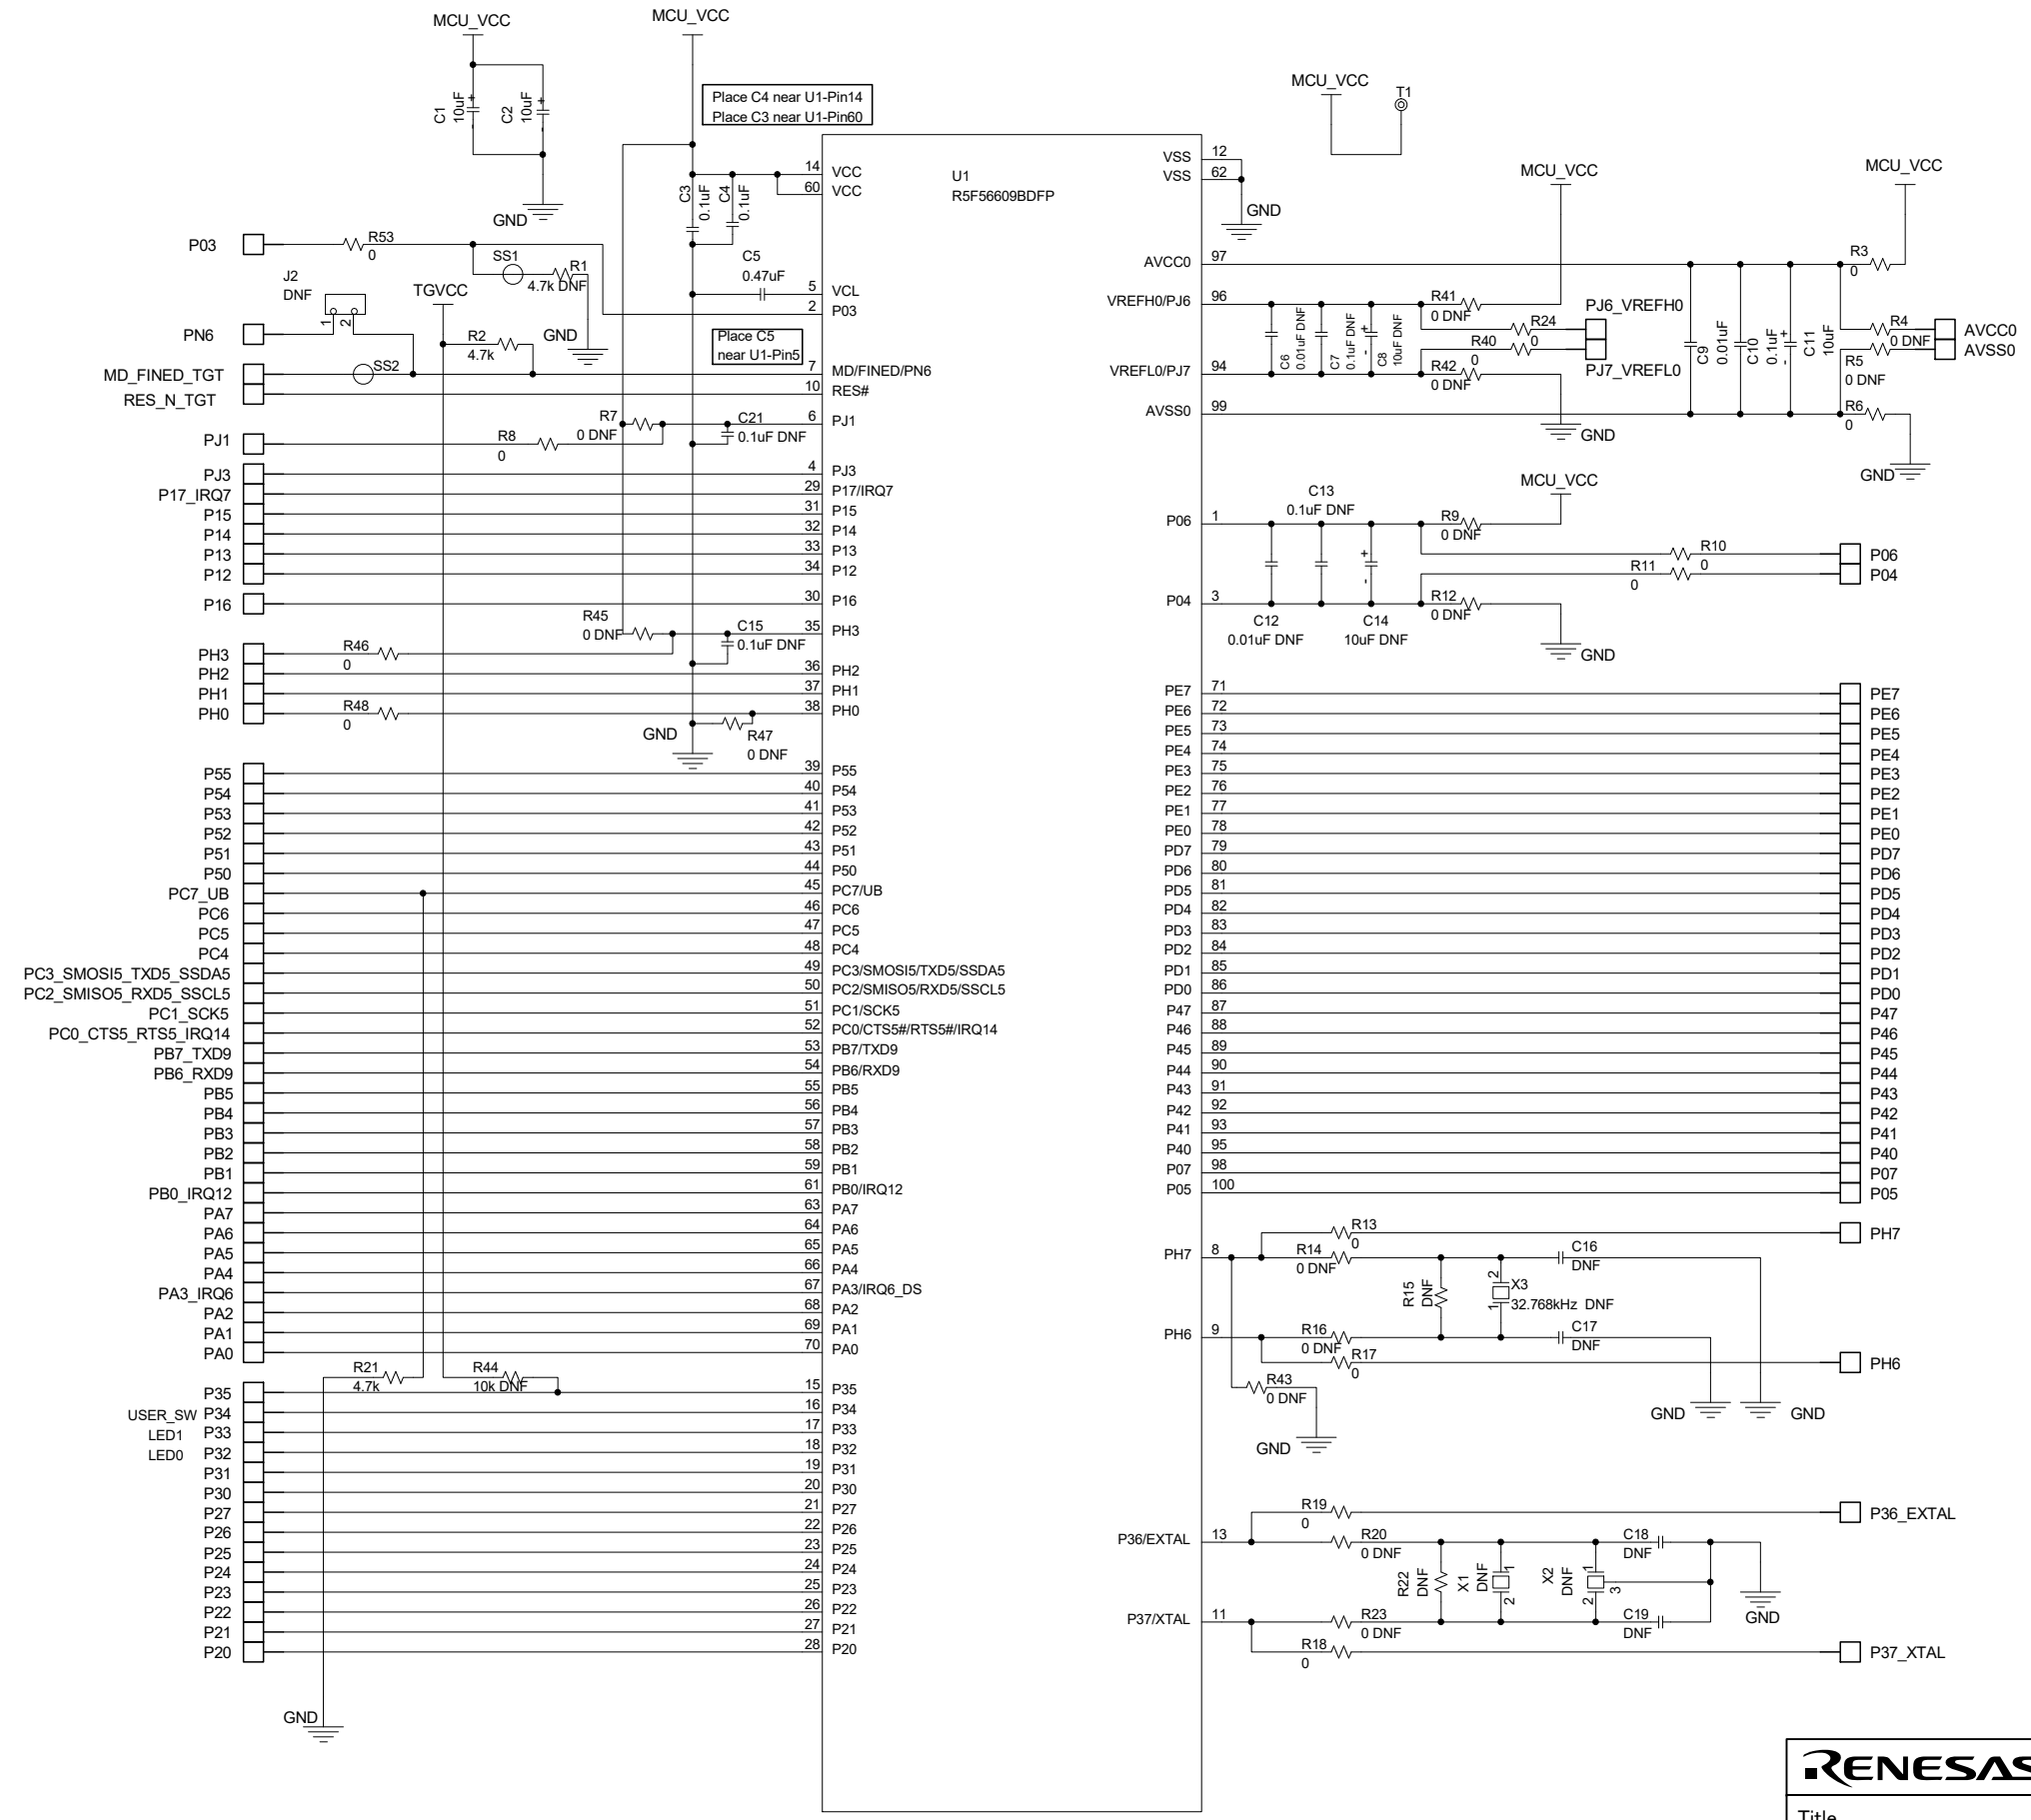 MCU_VCC
C1
10uF
+
-
C2
10uF
+
-
GND
MCU_VCC
Place C4 near U1-Pin14
Place C3 near U1-Pin60
C3
0.1uF
C4
0.1uF
C5
0.47uF
Place C5
near U1-Pin5
U1
R5F56609BDFP
P03
R53
0
SS1
R1
4.7k DNF
GND
J2
DNF
1
2
TGVCC
R2
4.7k
PN6
MD_FINED_TGT
SS2
RES_N_TGT
PJ1
R8
0
R7
0 DNF
C21
0.1uF DNF
PJ3
P17_IRQ7
P15
P14
P13
P12
P16
R45
0 DNF
C15
0.1uF DNF
PH3
R46
0
PH2
PH1
PH0
R48
0
R47
0 DNF
GND
P55
P54
P53
P52
P51
P50
PC7_UB
PC6
PC5
PC4
PC3_SMOSI5_TXD5_SSDA5
PC2_SMISO5_RXD5_SSCL5
PC1_SCK5
PC0_CTS5_RTS5_IRQ14
PB7_TXD9
PB6_RXD9
PB5
PB4
PB3
PB2
PB1
PB0_IRQ12
PA7
PA6
PA5
PA4
PA3_IRQ6
PA2
PA1
PA0
R21
4.7k
R44
10k DNF
P35
USER_SW P34
LED1 P33
LED0 P32
P31
P30
P27
P26
P25
P24
P23
P22
P21
P20
GND
14 VCC
60 VCC
5 VCL
2 P03
7 MD/FINED/PN6
10 RES#
6 PJ1
4 PJ3
29 P17/IRQ7
31 P15
32 P14
33 P13
34 P12
30 P16
35 PH3
36 PH2
37 PH1
38 PH0
39 P55
40 P54
41 P53
42 P52
43 P51
44 P50
45 PC7/UB
46 PC6
47 PC5
48 PC4
49 PC3/SMOSI5/TXD5/SSDA5
50 PC2/SMISO5/RXD5/SSCL5
51 PC1/SCK5
52 PC0/CTS5#/RTS5#/IRQ14
53 PB7/TXD9
54 PB6/RXD9
55 PB5
56 PB4
57 PB3
58 PB2
59 PB1
61 PB0/IRQ12
63 PA7
64 PA6
65 PA5
66 PA4
67 PA3/IRQ6_DS
68 PA2
69 PA1
70 PA0
15 P35
16 P34
17 P33
18 P32
19 P31
20 P30
21 P27
22 P26
23 P25
24 P24
25 P23
26 P22
27 P21
28 P20
VSS 12
VSS 62
GND
AVCC0 97
VREFH0/PJ6 96
VREFL0/PJ7 94
AVSS0 99
P06 1
P04 3
PE7 71
PE6 72
PE5 73
PE4 74
PE3 75
PE2 76
PE1 77
PE0 78
PD7 79
PD6 80
PD5 81
PD4 82
PD3 83
PD2 84
PD1 85
PD0 86
P47 87
P46 88
P45 89
P44 90
P43 91
P42 92
P41 93
P40 95
P07 98
P05 100
PH7 8
PH6 9
P36/EXTAL 13
P37/XTAL 11
MCU_VCC
T1
MCU_VCC
C6
0.01uF DNF
C7
0.1uF DNF
C8
10uF DNF
+
-
R41
0 DNF
R24
0
R40
0
R42
0 DNF
PJ6_VREFH0
PJ7_VREFL0
GND
MCU_VCC
C9
0.01uF
C10
0.1uF
C11
10uF
+
-
R3
0
R4
0 DNF
R5
0 DNF
R6
0
AVCC0
AVSS0
GND
MCU_VCC
C13
0.1uF DNF
R9
0 DNF
R10
0
R11
0
R12
0 DNF
C12
0.01uF DNF
C14
10uF DNF
+
-
GND
P06
P04
PE7
PE6
PE5
PE4
PE3
PE2
PE1
PE0
PD7
PD6
PD5
PD4
PD3
PD2
PD1
PD0
P47
P46
P45
P44
P43
P42
P41
P40
P07
P05
R13
0
PH7
R14
0 DNF
C16
DNF
R15
DNF
2
1
X3
32.768kHz DNF
R16
0 DNF
C17
DNF
R17
0
PH6
R43
0 DNF
GND
GND
GND
R19
0
P36_EXTAL
R20
0 DNF
C18
DNF
R22
DNF
X1
DNF
1
2
X2
DNF
1
2
3
R23
0 DNF
C19
DNF
GND
R18
0
P37_XTAL
RENESAS
Title